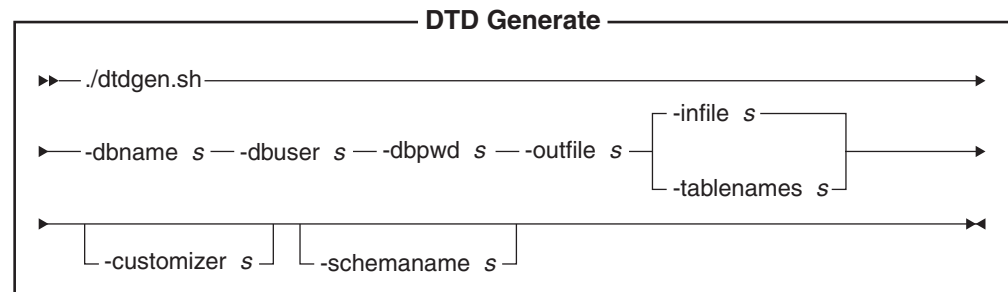 DTD Generate
./dtdgen.sh
-infile s
-dbname s -dbuser s -dbpwd s -outfile s
-tablenames s
-customizer s -schemaname s